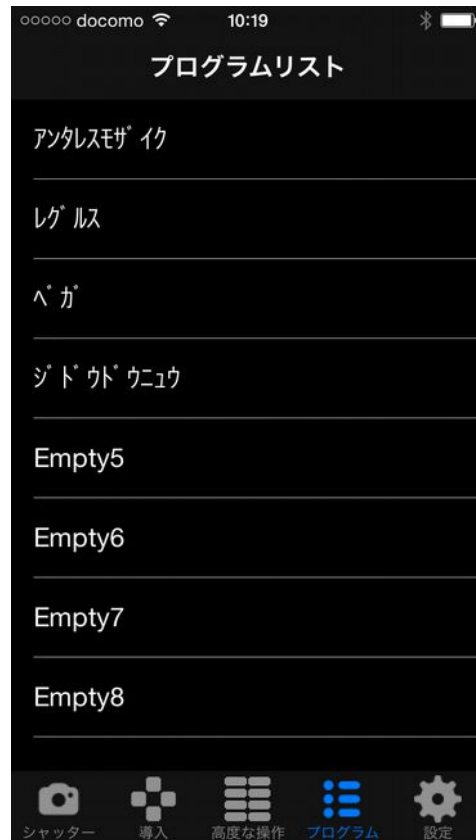 ooooo docomo 10:19
プログラムリスト
ｱﾝﾀﾚｽﾓｻﾞｲｸ
ﾚｸﾞﾙｽ
ﾍﾞｶﾞ
ｼﾞﾄﾞｳﾄﾞｳﾆｭｳ
Empty5
Empty6
Empty7
Empty8
シャッター 導入 高度な操作 プログラム 設定